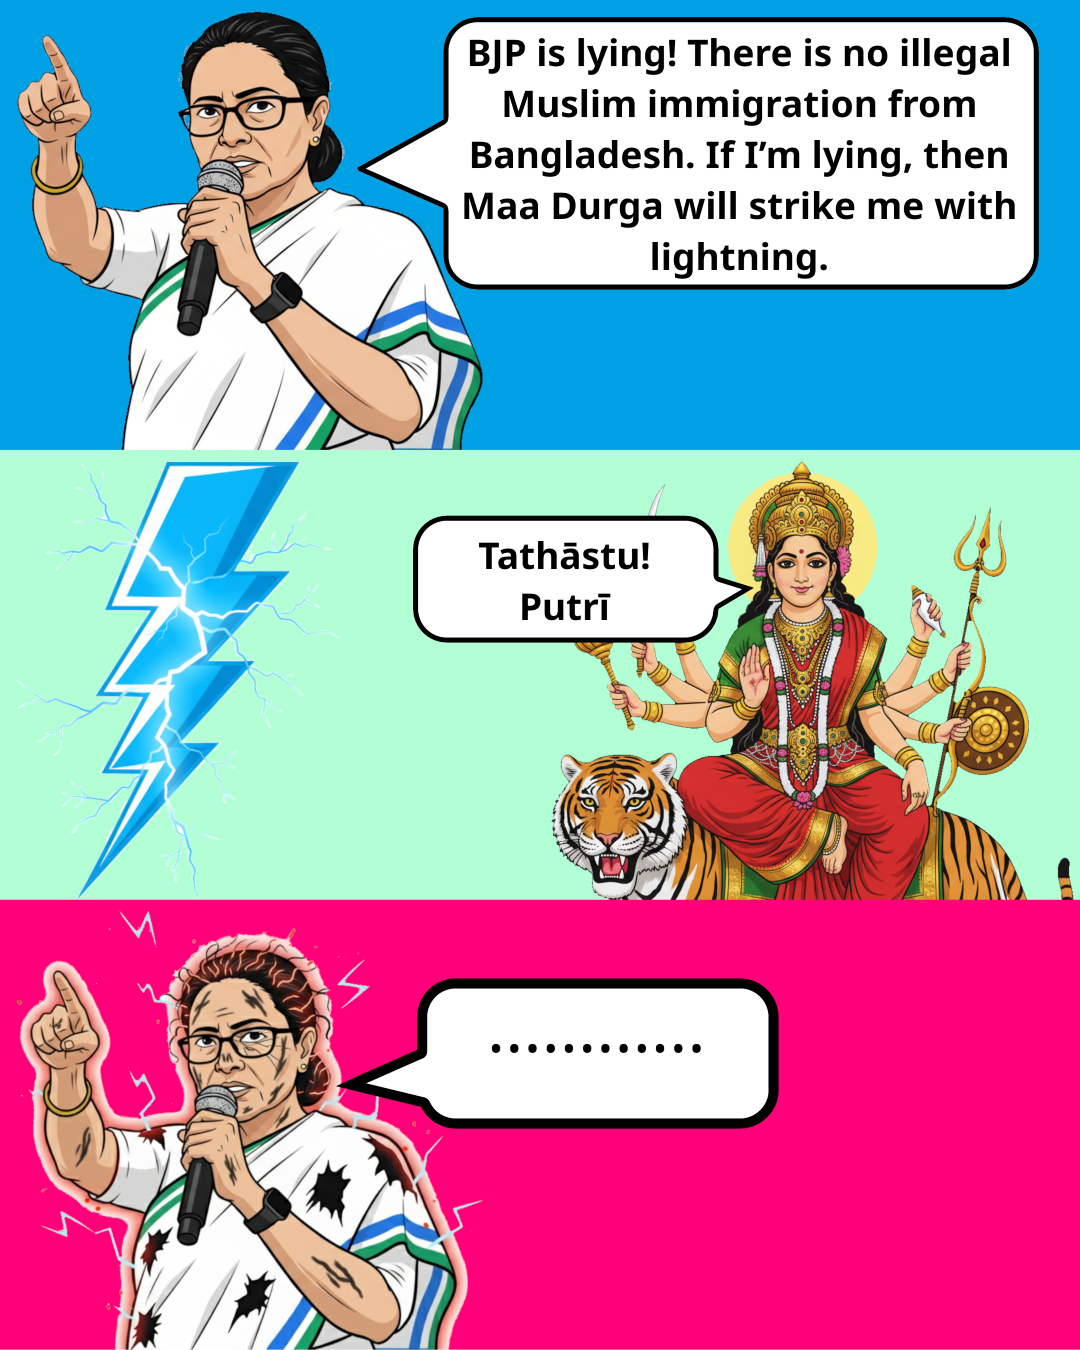 BJP is lying! There is no illegal
Muslim immigration from
Bangladesh. If I’m lying, then
Maa Durga will strike me with
lightning.
Tathāstu!
Putrī
............